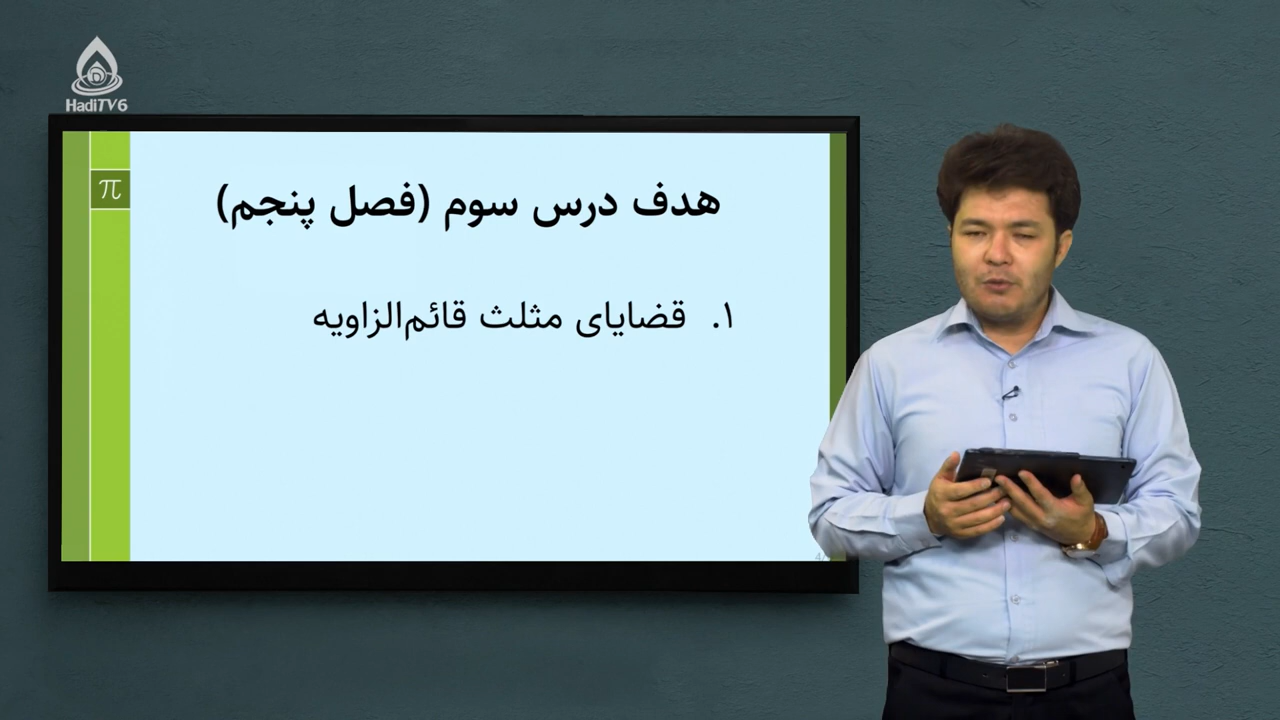 HadiTV6
π
هدف درس سوم (فصل پنجم)
۱. قضایای مثلث قائم‌الزاویه